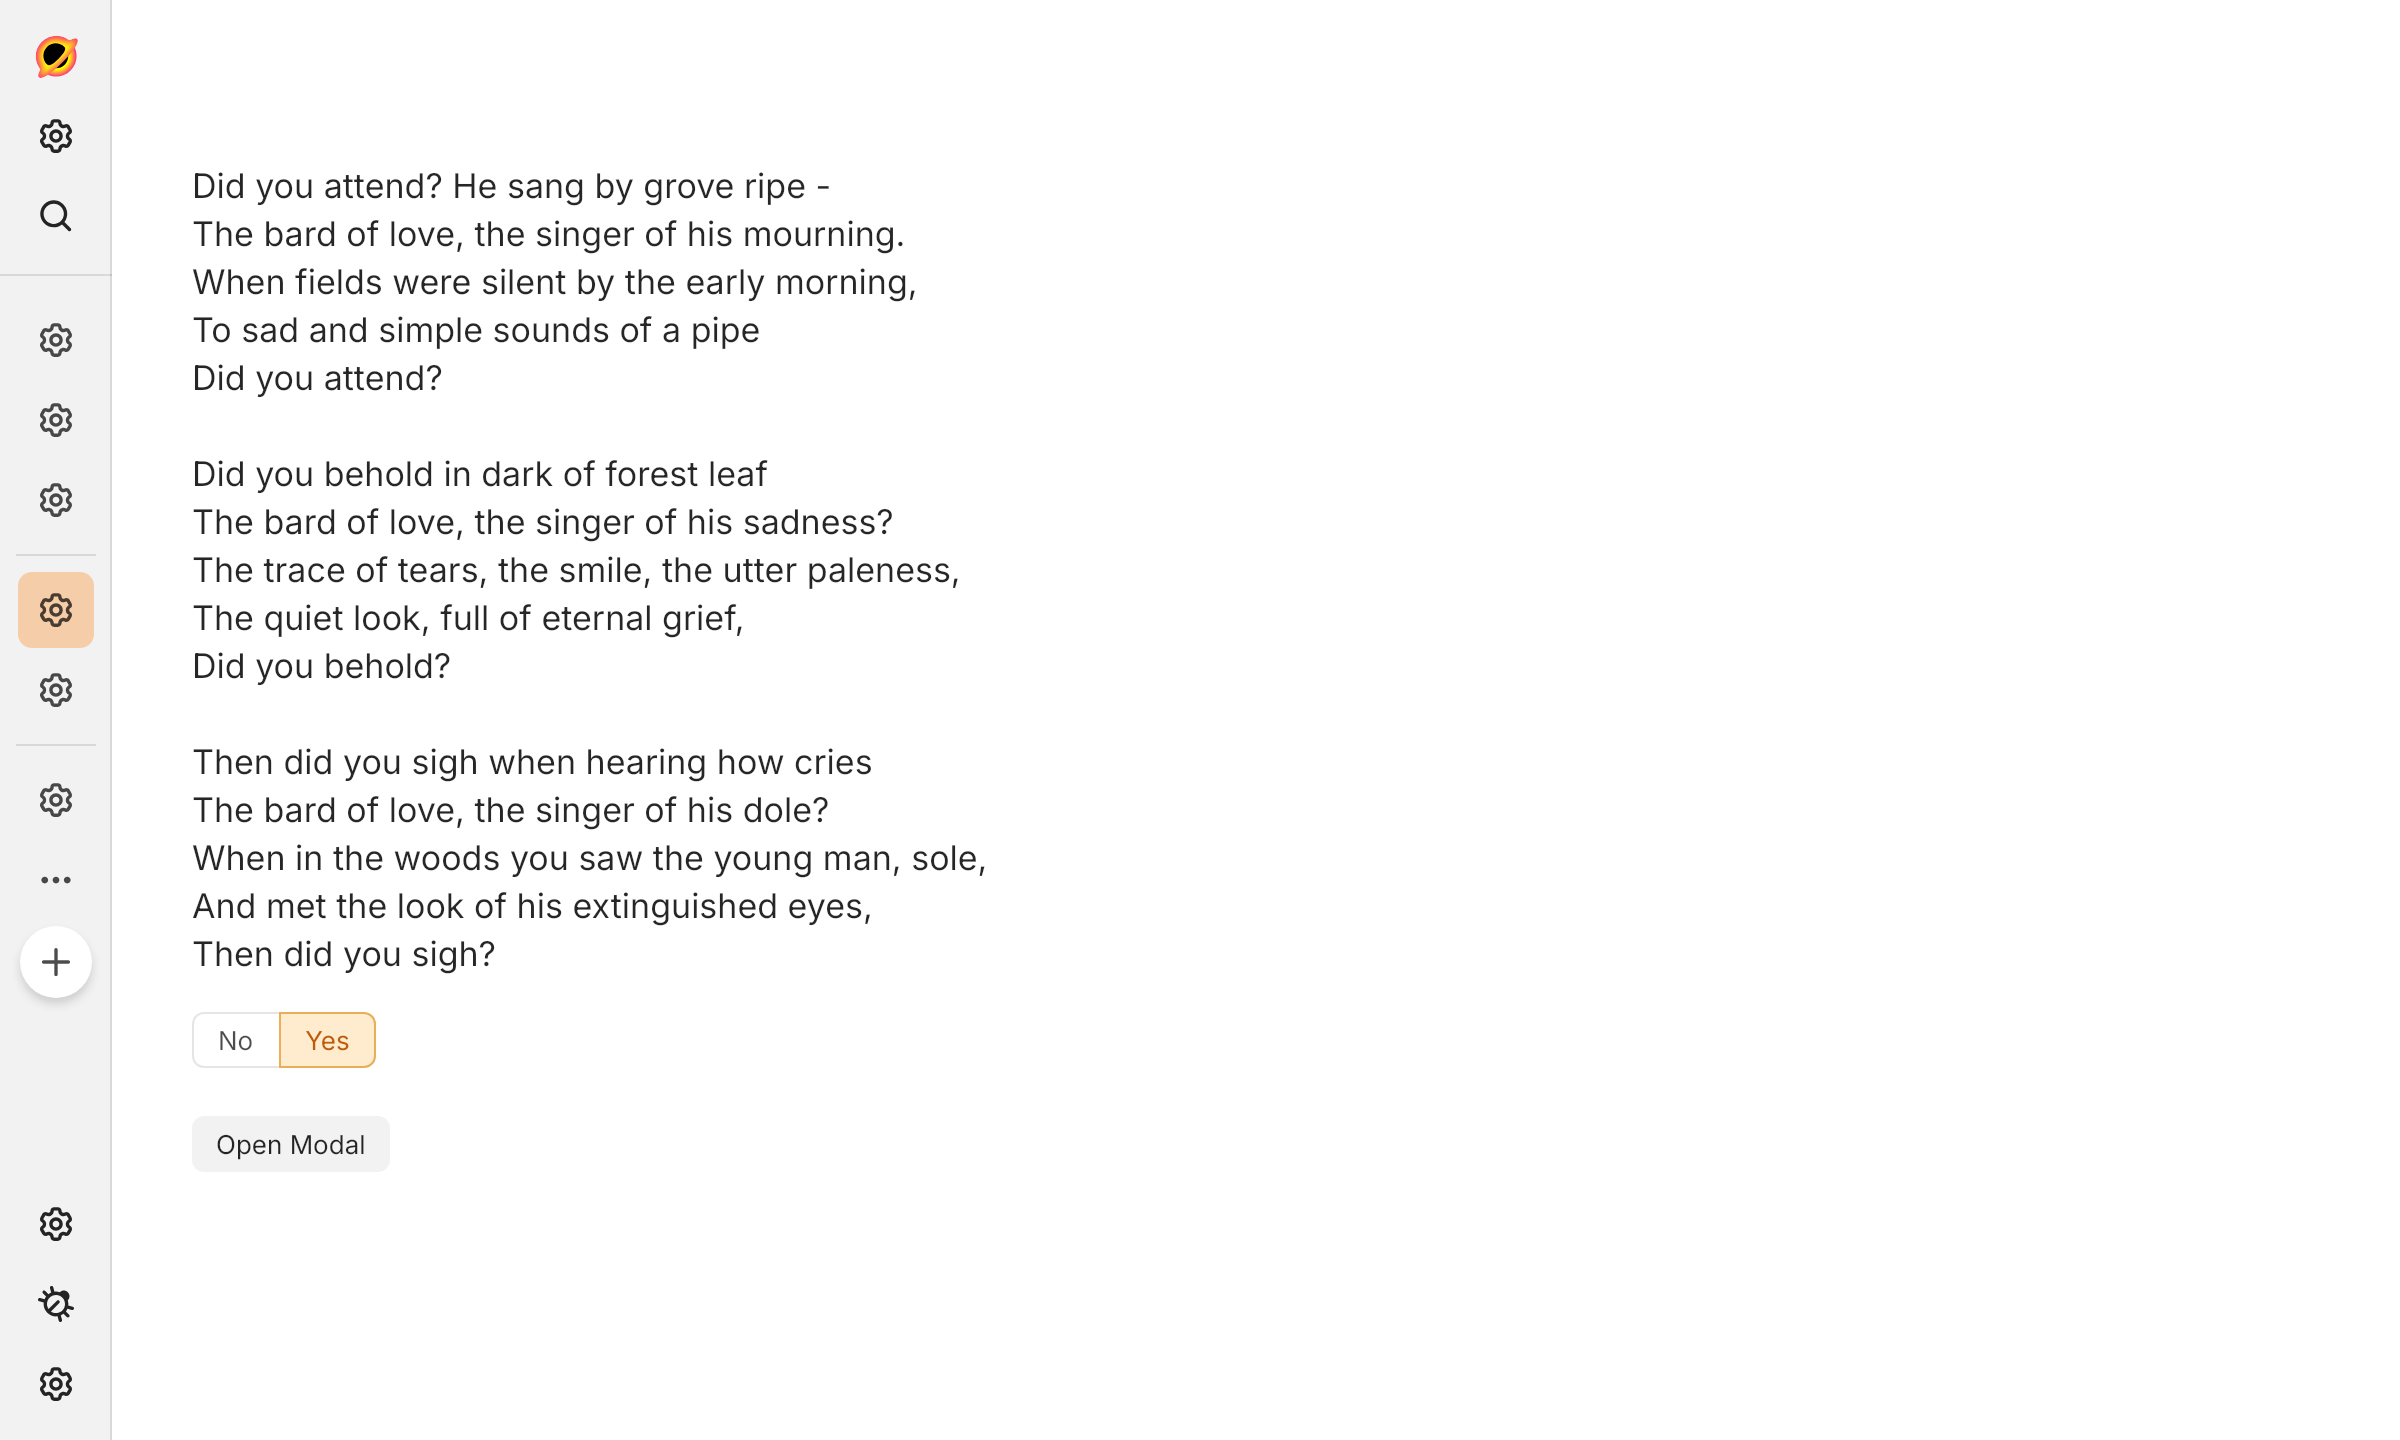 Did you attend? He sang by grove ripe -
The bard of love, the singer of his mourning.
When fields were silent by the early morning,
To sad and simple sounds of a pipe
Did you attend?
Did you behold in dark of forest leaf
The bard of love, the singer of his sadness?
The trace of tears, the smile, the utter paleness,
The quiet look, full of eternal grief,
Did you behold?
Then did you sigh when hearing how cries
The bard of love, the singer of his dole?
When in the woods you saw the young man, sole,
And met the look of his extinguished eyes,
Then did you sigh?
No Yes
Open Modal